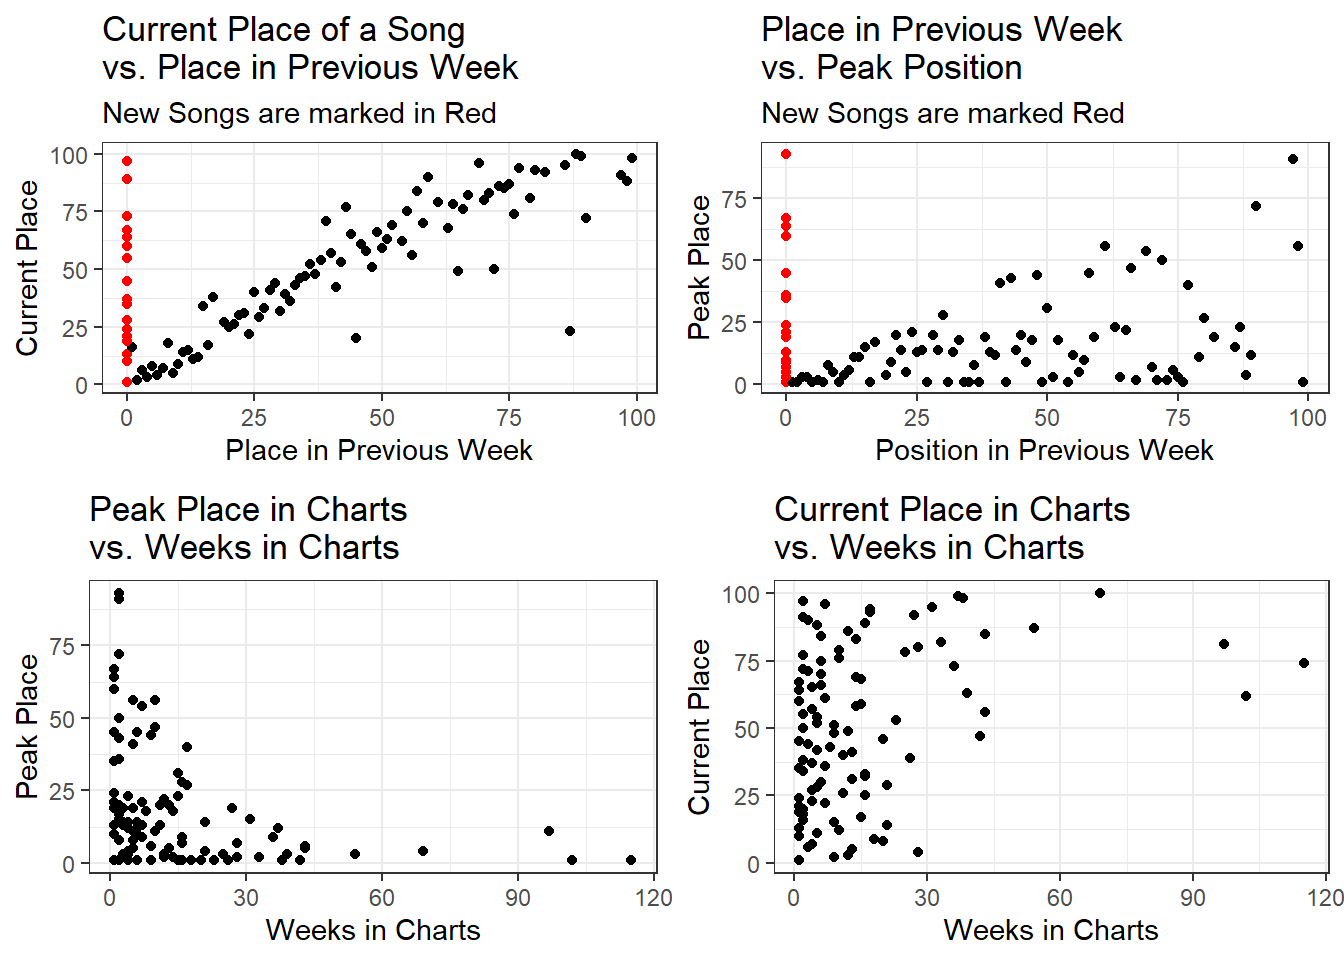 Current Place of a Song
vs. Place in Previous Week
New Songs are marked in Red
100
75
50
25
0
Current Place
0 25 50 75 100
Place in Previous Week
Place in Previous Week
vs. Peak Position
New Songs are marked Red
75
50
25
0
Peak Place
0 25 50 75 100
Position in Previous Week
Peak Place in Charts
vs. Weeks in Charts
75
50
25
0
Peak Place
0 30 60 90 120
Weeks in Charts
Current Place in Charts
vs. Weeks in Charts
100
75
50
25
0
Current Place
0 30 60 90 120
Weeks in Charts